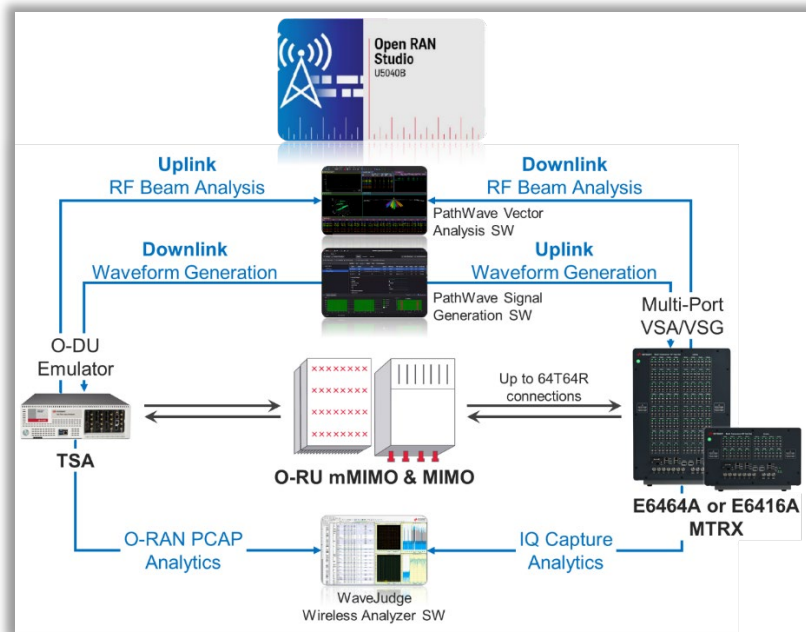 Open RAN
Studio
U5040B
Uplink
RF Beam Analysis
Downlink
RF Beam Analysis
PathWave Vector
Analysis SW
Downlink
Waveform Generation
Uplink
Waveform Generation
PathWave Signal
Generation SW
Multi-Port
VSA/VSG
O-DU
Emulator
Up to 64T64R
connections
TSA
O-RU mMIMO & MIMO
E6464A or E6416A
MTRX
O-RAN PCAP
Analytics
IQ Capture
Analytics
WaveJudge
Wireless Analyzer SW